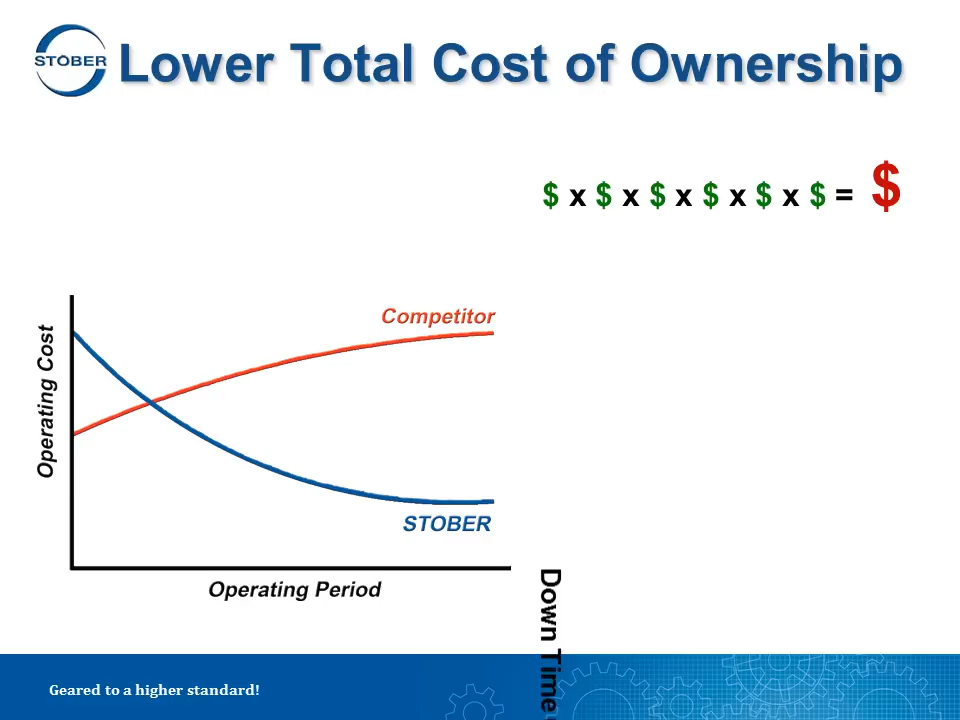 STOBER
Lower Total Cost of Ownership
$ x $ x $ x $ x $ x $ = $
Competitor
Operating Cost
STOBER
Operating Period
Down Time
Geared to a higher standard!